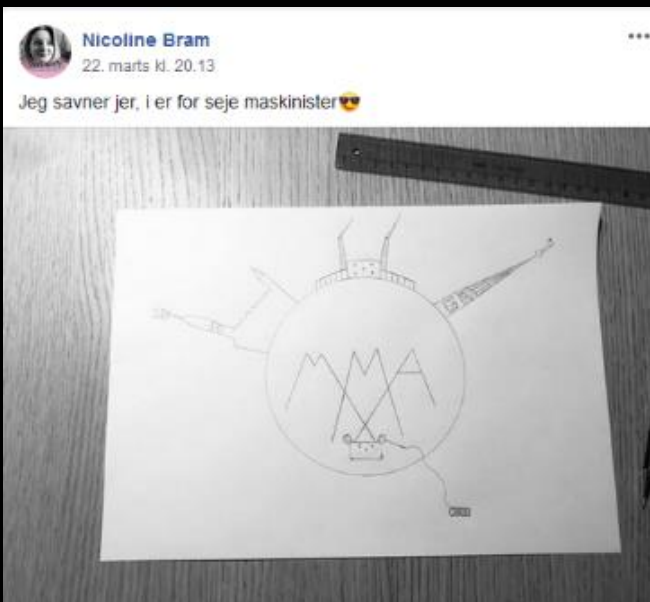 Nicoline Bram
22. marts kl. 20.13
Jeg savner jer, i er for seje maskinister😎
MMA